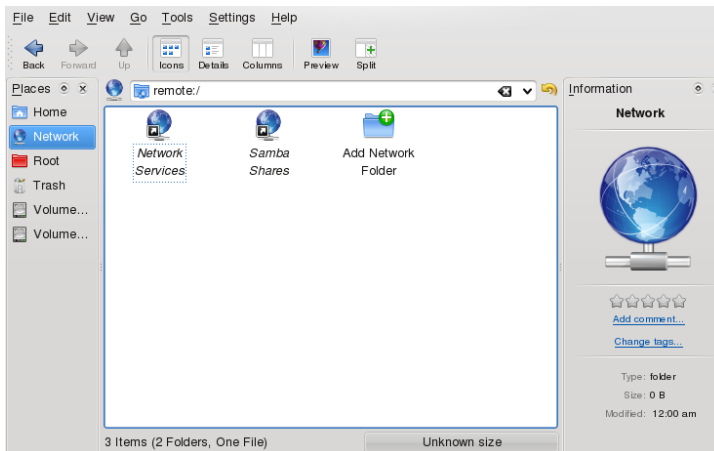 File Edit View Go Tools Settings Help
Back Forward Up Icons Details Columns Preview Split
Places
Home
Network
Root
Trash
Volume...
Volume...
remote:/
Network Services
Samba Shares
Add Network Folder
3 Items (2 Folders, One File) Unknown size
Information
Network
Add comment...
Change tags...
Type: folder
Size: 0 B
Modified: 12:00 am